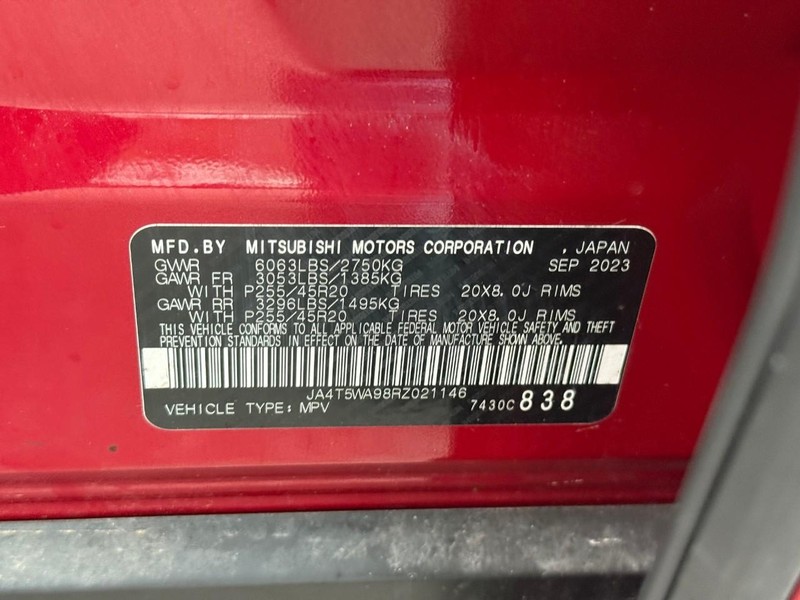 MFD.BY MITSUBISHI MOTORS CORPORATION , JAPAN
GVWR 6063LBS/2750KG SEP 2023
GAWR FR 3053LBS/1385KG
WITH P255/45R20 TIRES 20X8.0J RIMS
GAWR RR 3296LBS/1495KG
WITH P255/45R20 TIRES 20X8.0J RIMS
THIS VEHICLE CONFORMS TO ALL APPLICABLE FEDERAL MOTOR VEHICLE SAFETY AND THEFT
PREVENTION STANDARDS IN EFFECT ON THE DATE OF MANUFACTURE SHOWN ABOVE.
JA4T5WA98RZ021146
VEHICLE TYPE: MPV 7430C 838